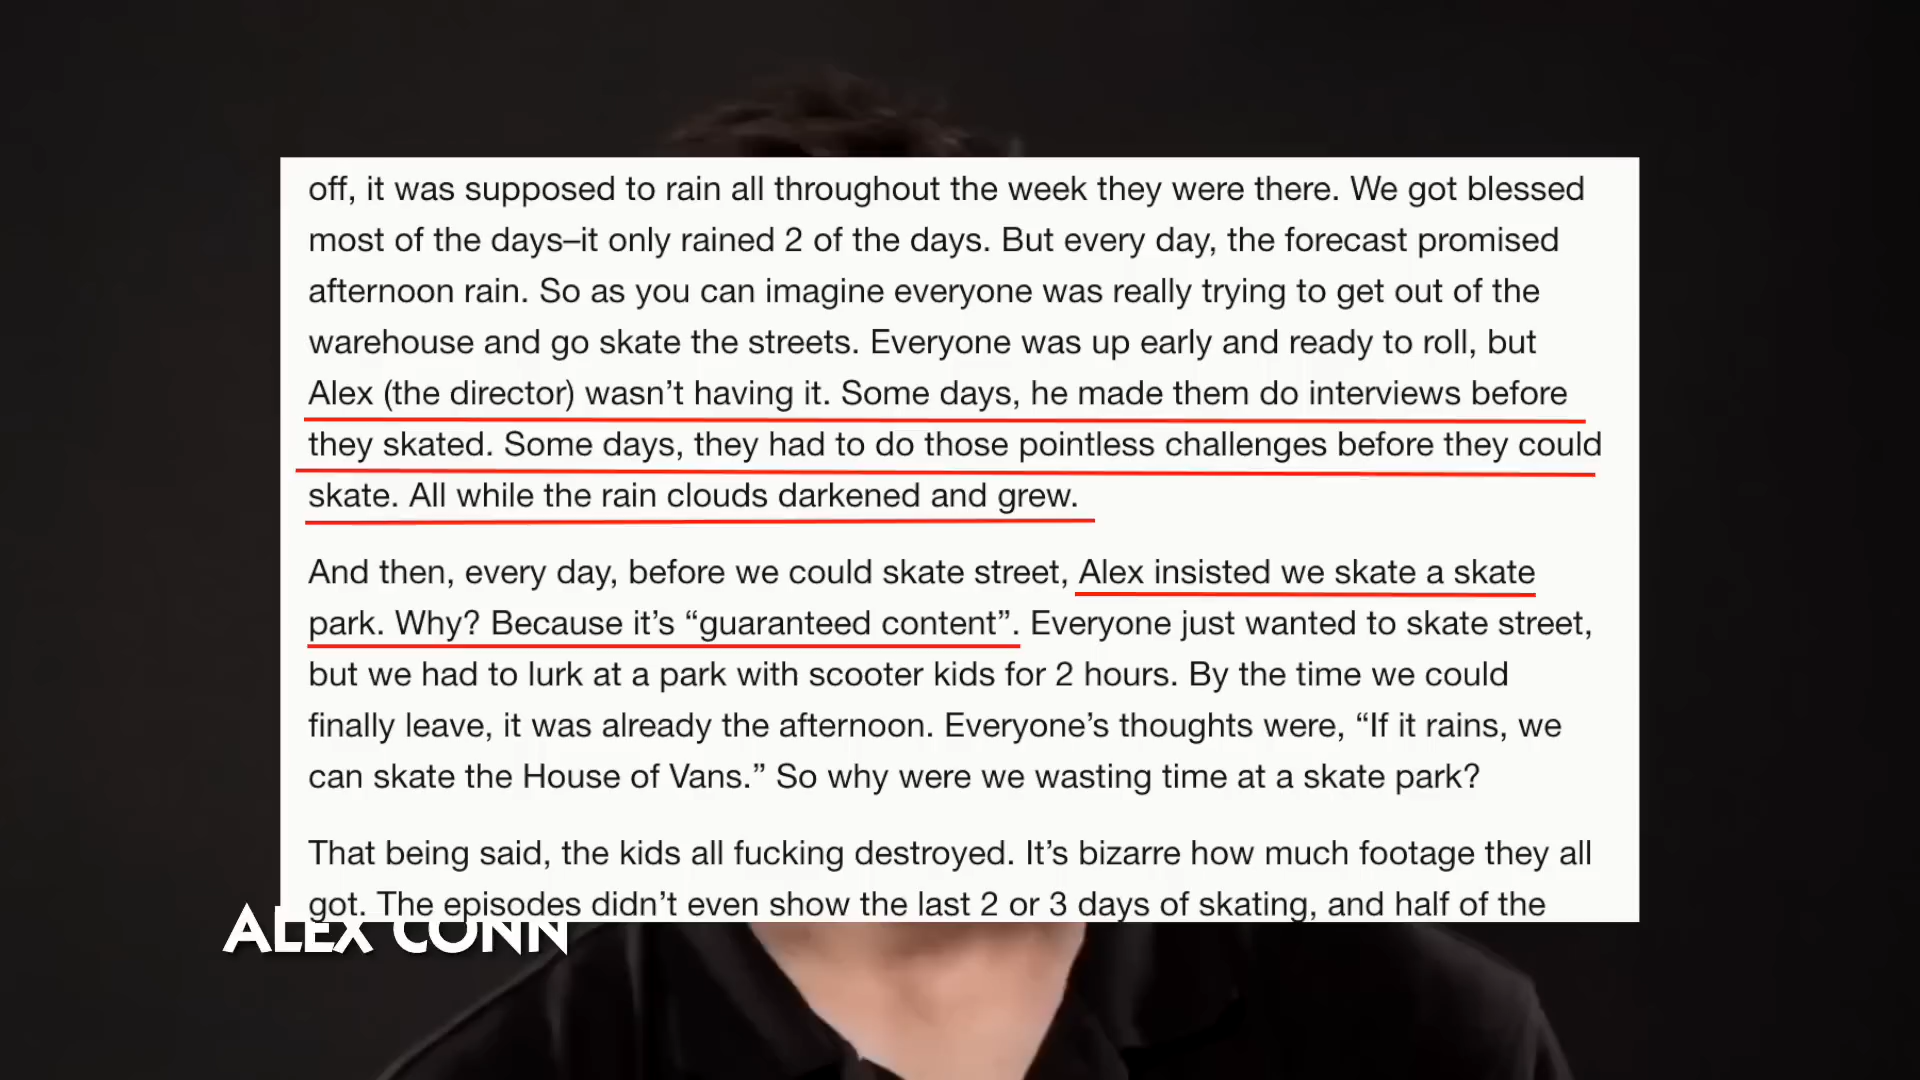 off, it was supposed to rain all throughout the week they were there. We got blessed
most of the days–it only rained 2 of the days. But every day, the forecast promised
afternoon rain. So as you can imagine everyone was really trying to get out of the
warehouse and go skate the streets. Everyone was up early and ready to roll, but
Alex (the director) wasn’t having it. Some days, he made them do interviews before
they skated. Some days, they had to do those pointless challenges before they could
skate. All while the rain clouds darkened and grew.
And then, every day, before we could skate street, Alex insisted we skate a skate
park. Why? Because it’s “guaranteed content”. Everyone just wanted to skate street,
but we had to lurk at a park with scooter kids for 2 hours. By the time we could
finally leave, it was already the afternoon. Everyone’s thoughts were, “If it rains, we
can skate the House of Vans.” So why were we wasting time at a skate park?
That being said, the kids all fucking destroyed. It’s bizarre how much footage they all
got. The episodes didn’t even show the last 2 or 3 days of skating, and half of the
ALEX CONN